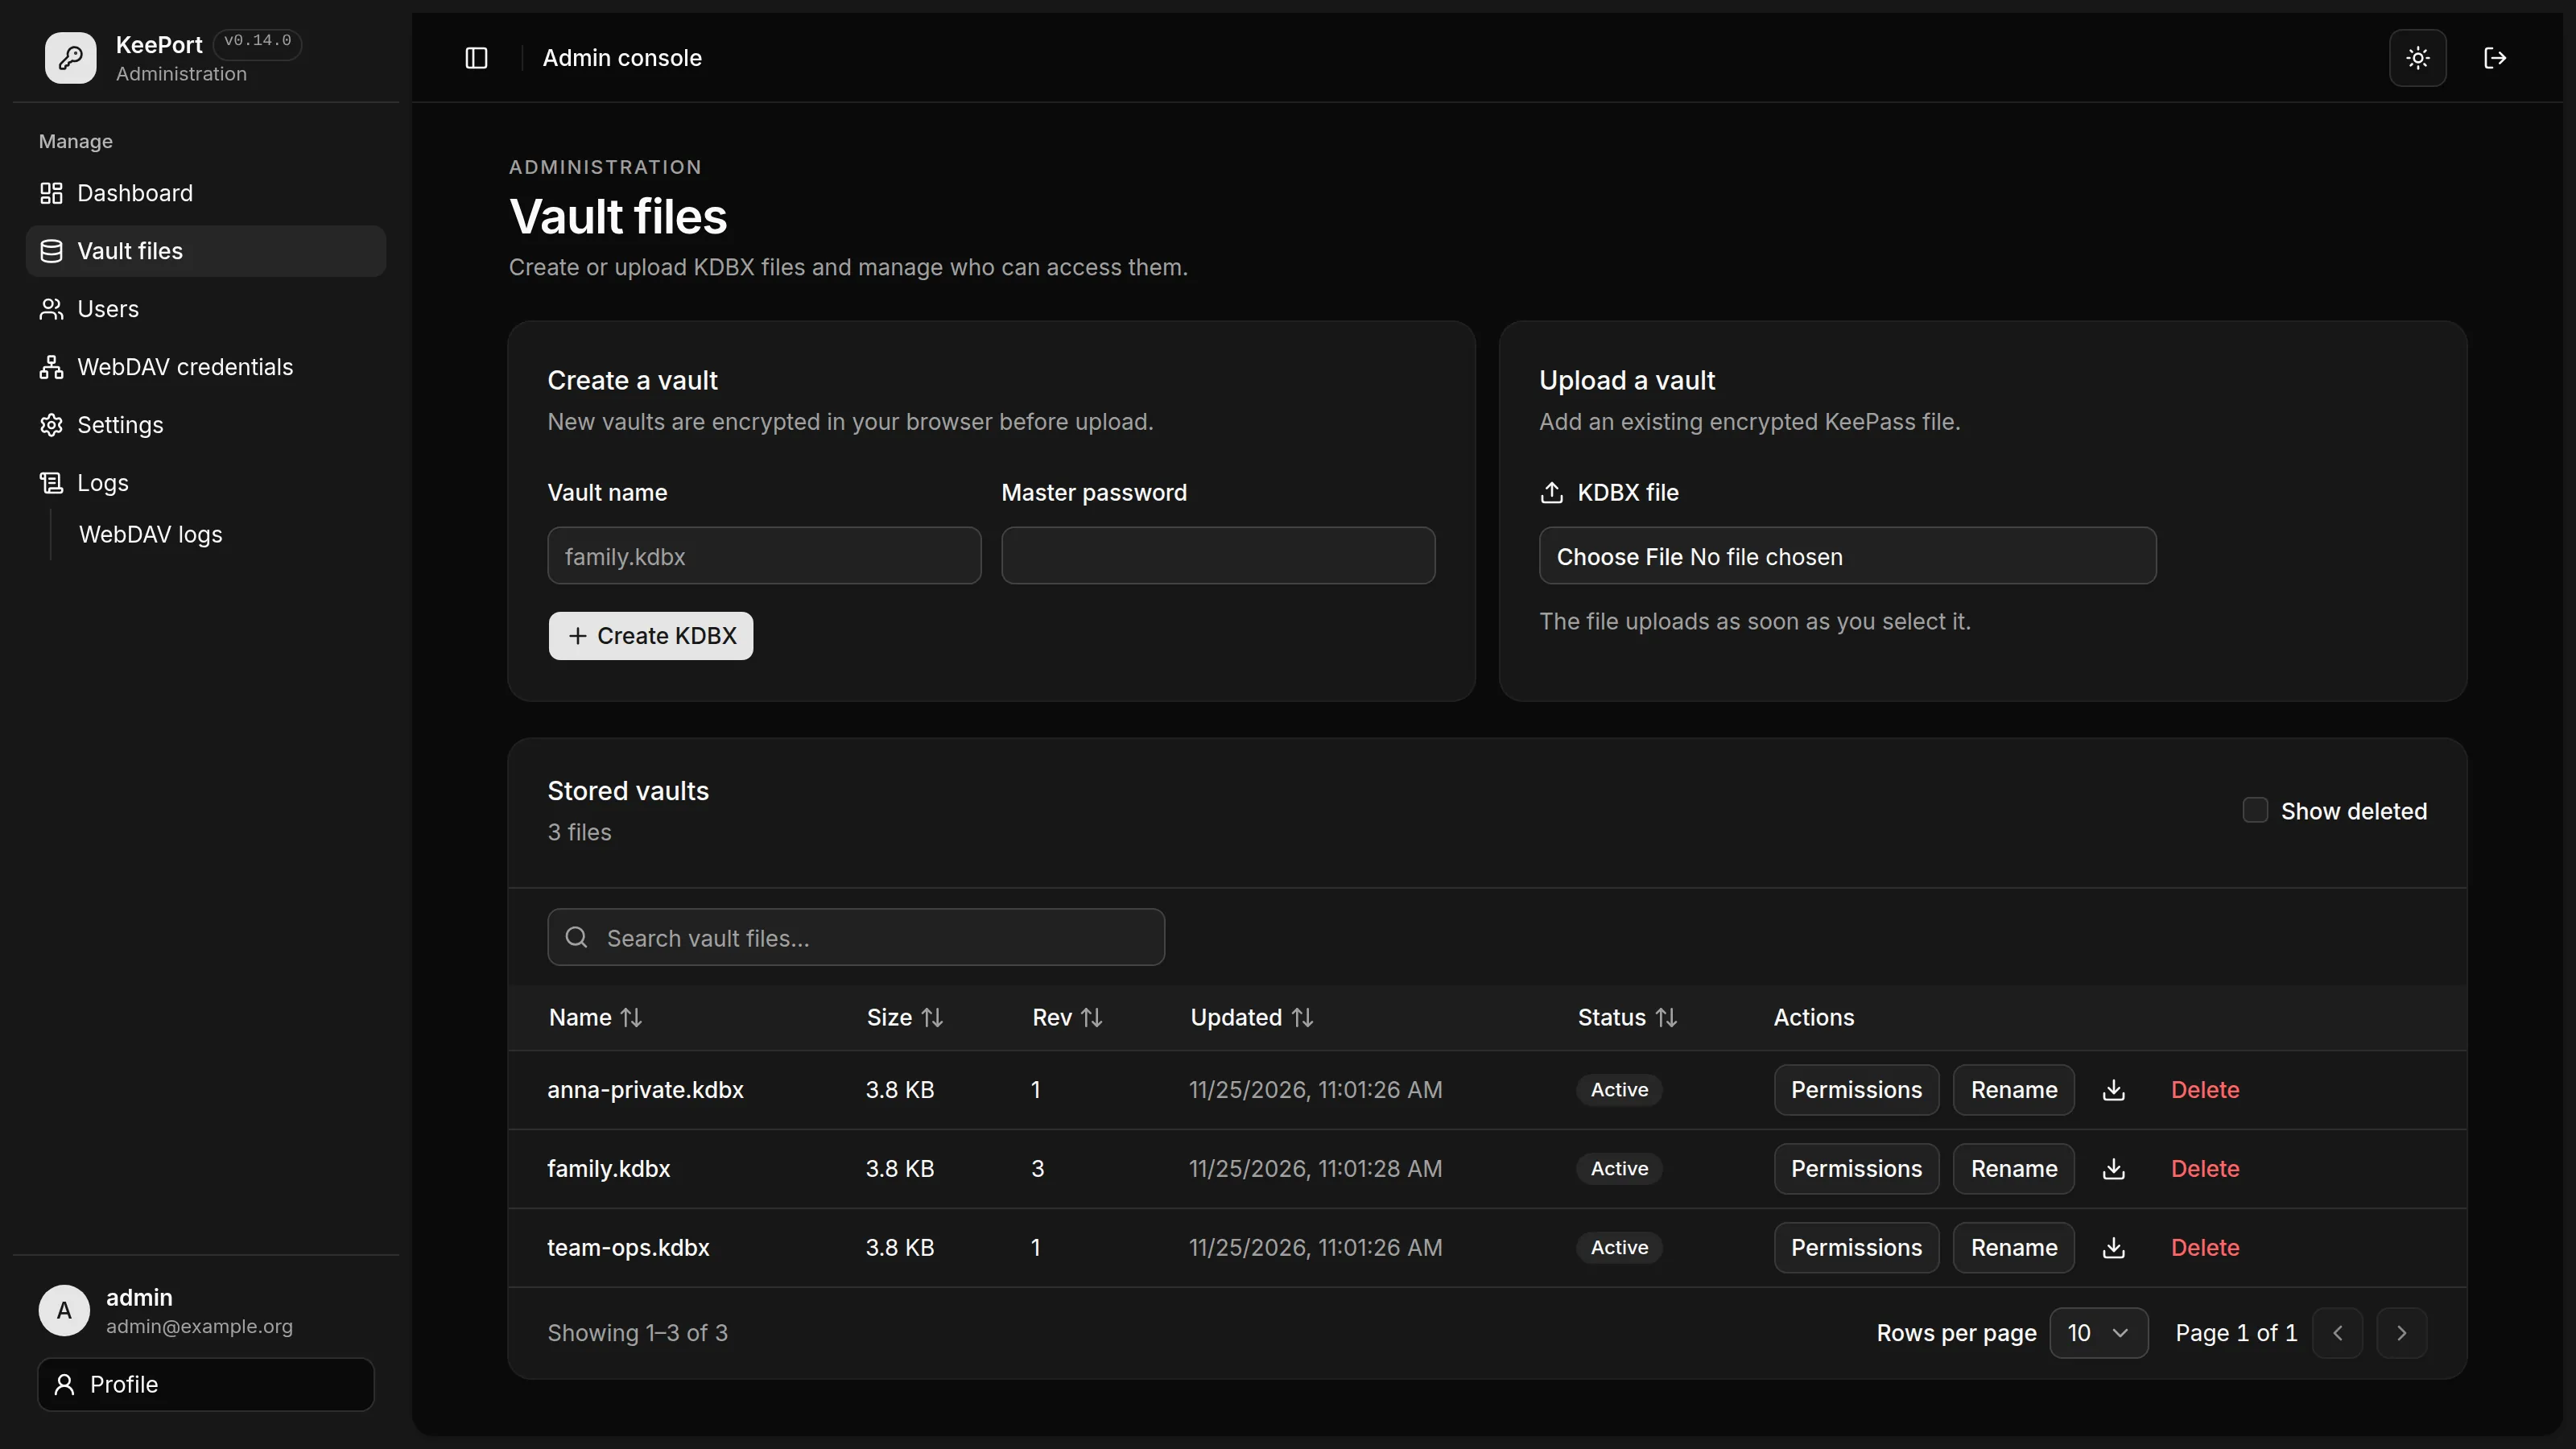 KeePort v0.14.0
Administration
Manage
Dashboard
Vault files
Users
WebDAV credentials
Settings
Logs
WebDAV logs
A
admin
admin@example.org
Profile
Admin console
ADMINISTRATION
Vault files
Create or upload KDBX files and manage who can access them.
Create a vault
New vaults are encrypted in your browser before upload.
Vault name
Master password
family.kdbx
Create KDBX
Upload a vault
Add an existing encrypted KeePass file.
KDBX file
Choose File No file chosen
The file uploads as soon as you select it.
Stored vaults
3 files
Show deleted
Search vault files...
Name Size Rev Updated Status Actions
anna-private.kdbx 3.8 KB 1 11/25/2026, 11:01:26 AM Active Permissions Rename Delete
family.kdbx 3.8 KB 3 11/25/2026, 11:01:28 AM Active Permissions Rename Delete
team-ops.kdbx 3.8 KB 1 11/25/2026, 11:01:26 AM Active Permissions Rename Delete
Showing 1–3 of 3
Rows per page 10 Page 1 of 1